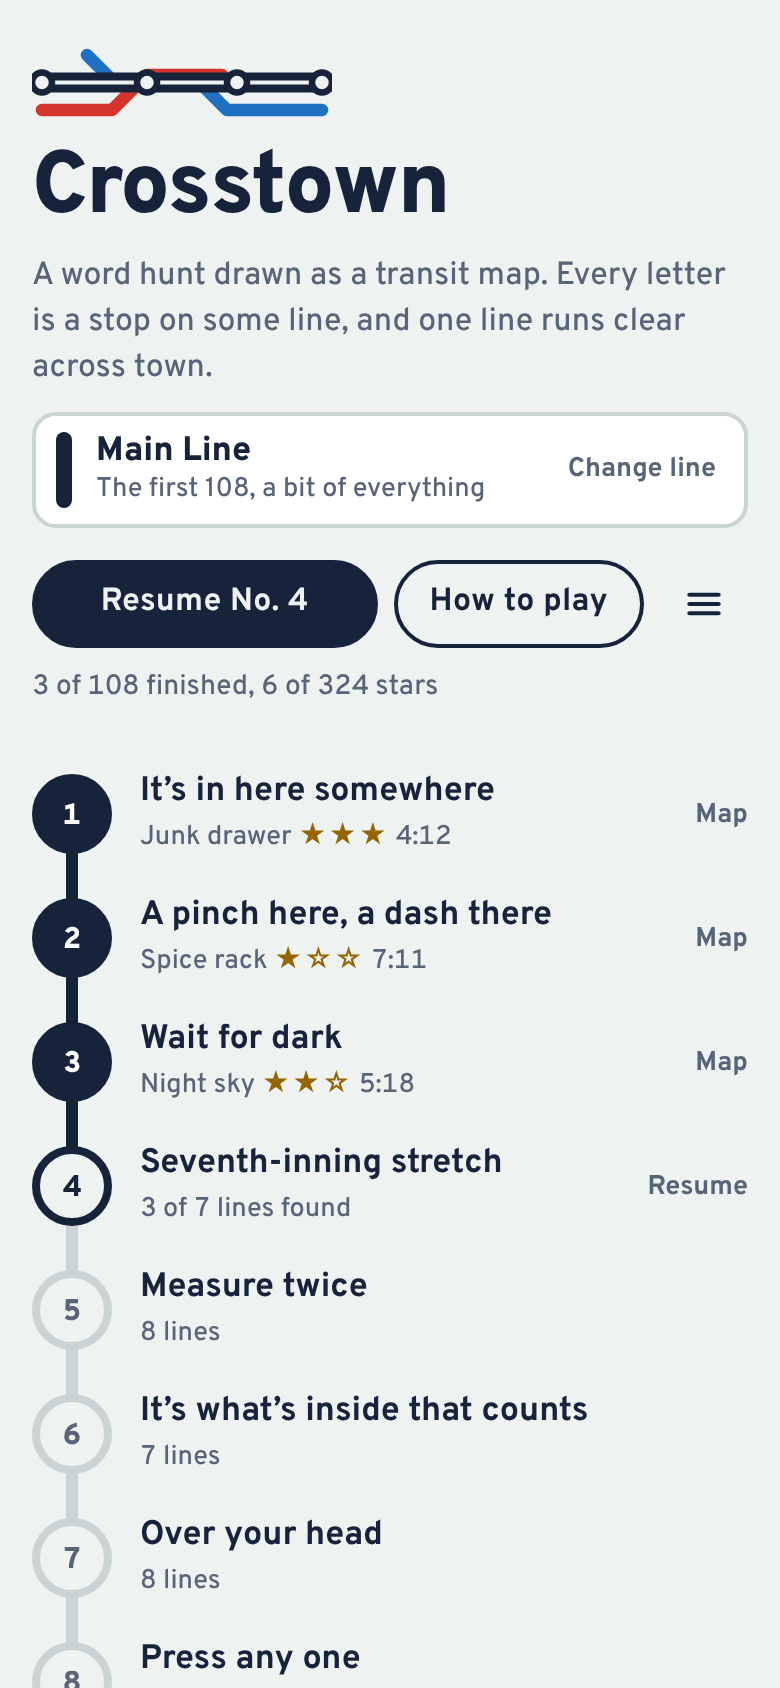 Crosstown
A word hunt drawn as a transit map. Every letter
is a stop on some line, and one line runs clear
across town.
Main Line
The first 108, a bit of everything
Change line
Resume No. 4
How to play
3 of 108 finished, 6 of 324 stars
1
It’s in here somewhere
Junk drawer ★ ★ ★ 4:12
Map
2
A pinch here, a dash there
Spice rack ★ ☆ ☆ 7:11
Map
3
Wait for dark
Night sky ★ ★ ☆ 5:18
Map
4
Seventh-inning stretch
3 of 7 lines found
Resume
5
Measure twice
8 lines
6
It’s what’s inside that counts
7 lines
7
Over your head
8 lines
8
Press any one